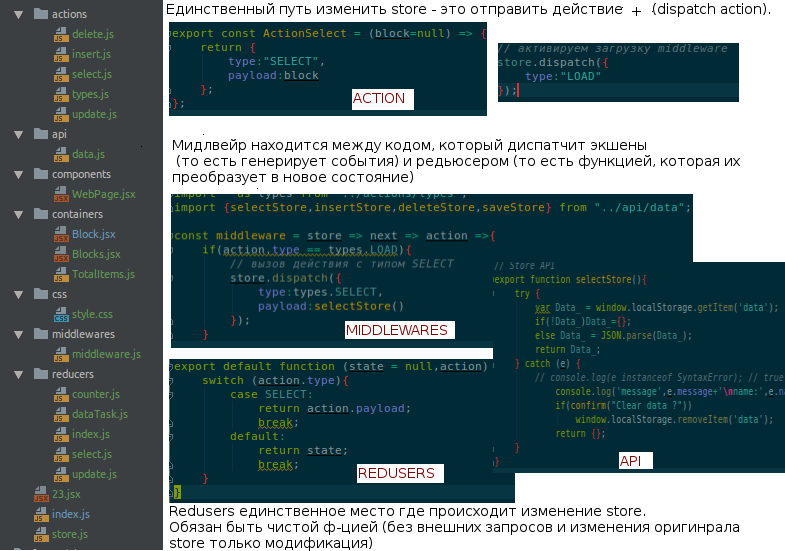 actions
delete.js
insert.js
select.js
types.js
update.js
api
data.js
components
WebPage.jsx
containers
Block.jsx
Blocks.jsx
TotalItems.js
css
style.css
middlewares
middleware.js
reducers
counter.js
dataTask.js
index.js
select.js
update.js
23.jsx
index.js
store.js
Единственный путь изменить store - это отправить действие + (dispatch action).
export const ActionSelect = (block=null) => {
return {
type:"SELECT",
payload:block
};
};
ACTION
// активируем загрузку middleware
store.dispatch({
type:"LOAD"
});
Мидлвейр находится между кодом, который диспатчит экшены
(то есть генерирует события) и редьюсером (то есть функцией, которая их
преобразует в новое состояние)
import * as types from "../actions/types";
import {selectStore,insertStore,deleteStore,saveStore} from "../api/data";
const middleware = store => next => action =>{
if(action.type == types.LOAD){
// вызов действия с типом SELECT
store.dispatch({
type:types.SELECT,
payload:selectStore()
});
}
MIDDLEWARES
// Store API
export function selectStore(){
try {
var Data_ = window.localStorage.getItem('data');
if(!Data_)Data_={};
else Data_ = JSON.parse(Data_);
return Data_;
} catch (e) {
// console.log(e instanceof SyntaxError); // true
console.log('message',e.message+'\nname:',e.na
if(confirm("Clear data ?"))
window.localStorage.removeItem('data');
return {};
}
API
export default function (state = null,action)
switch (action.type){
case SELECT:
return action.payload;
break;
default:
return state;
break;
}
}
REDUSERS
Redusers единственное место где происходит изменение store.
Обязан быть чистой ф-цией (без внешних запросов и изменения оригинрала
store только модификация)